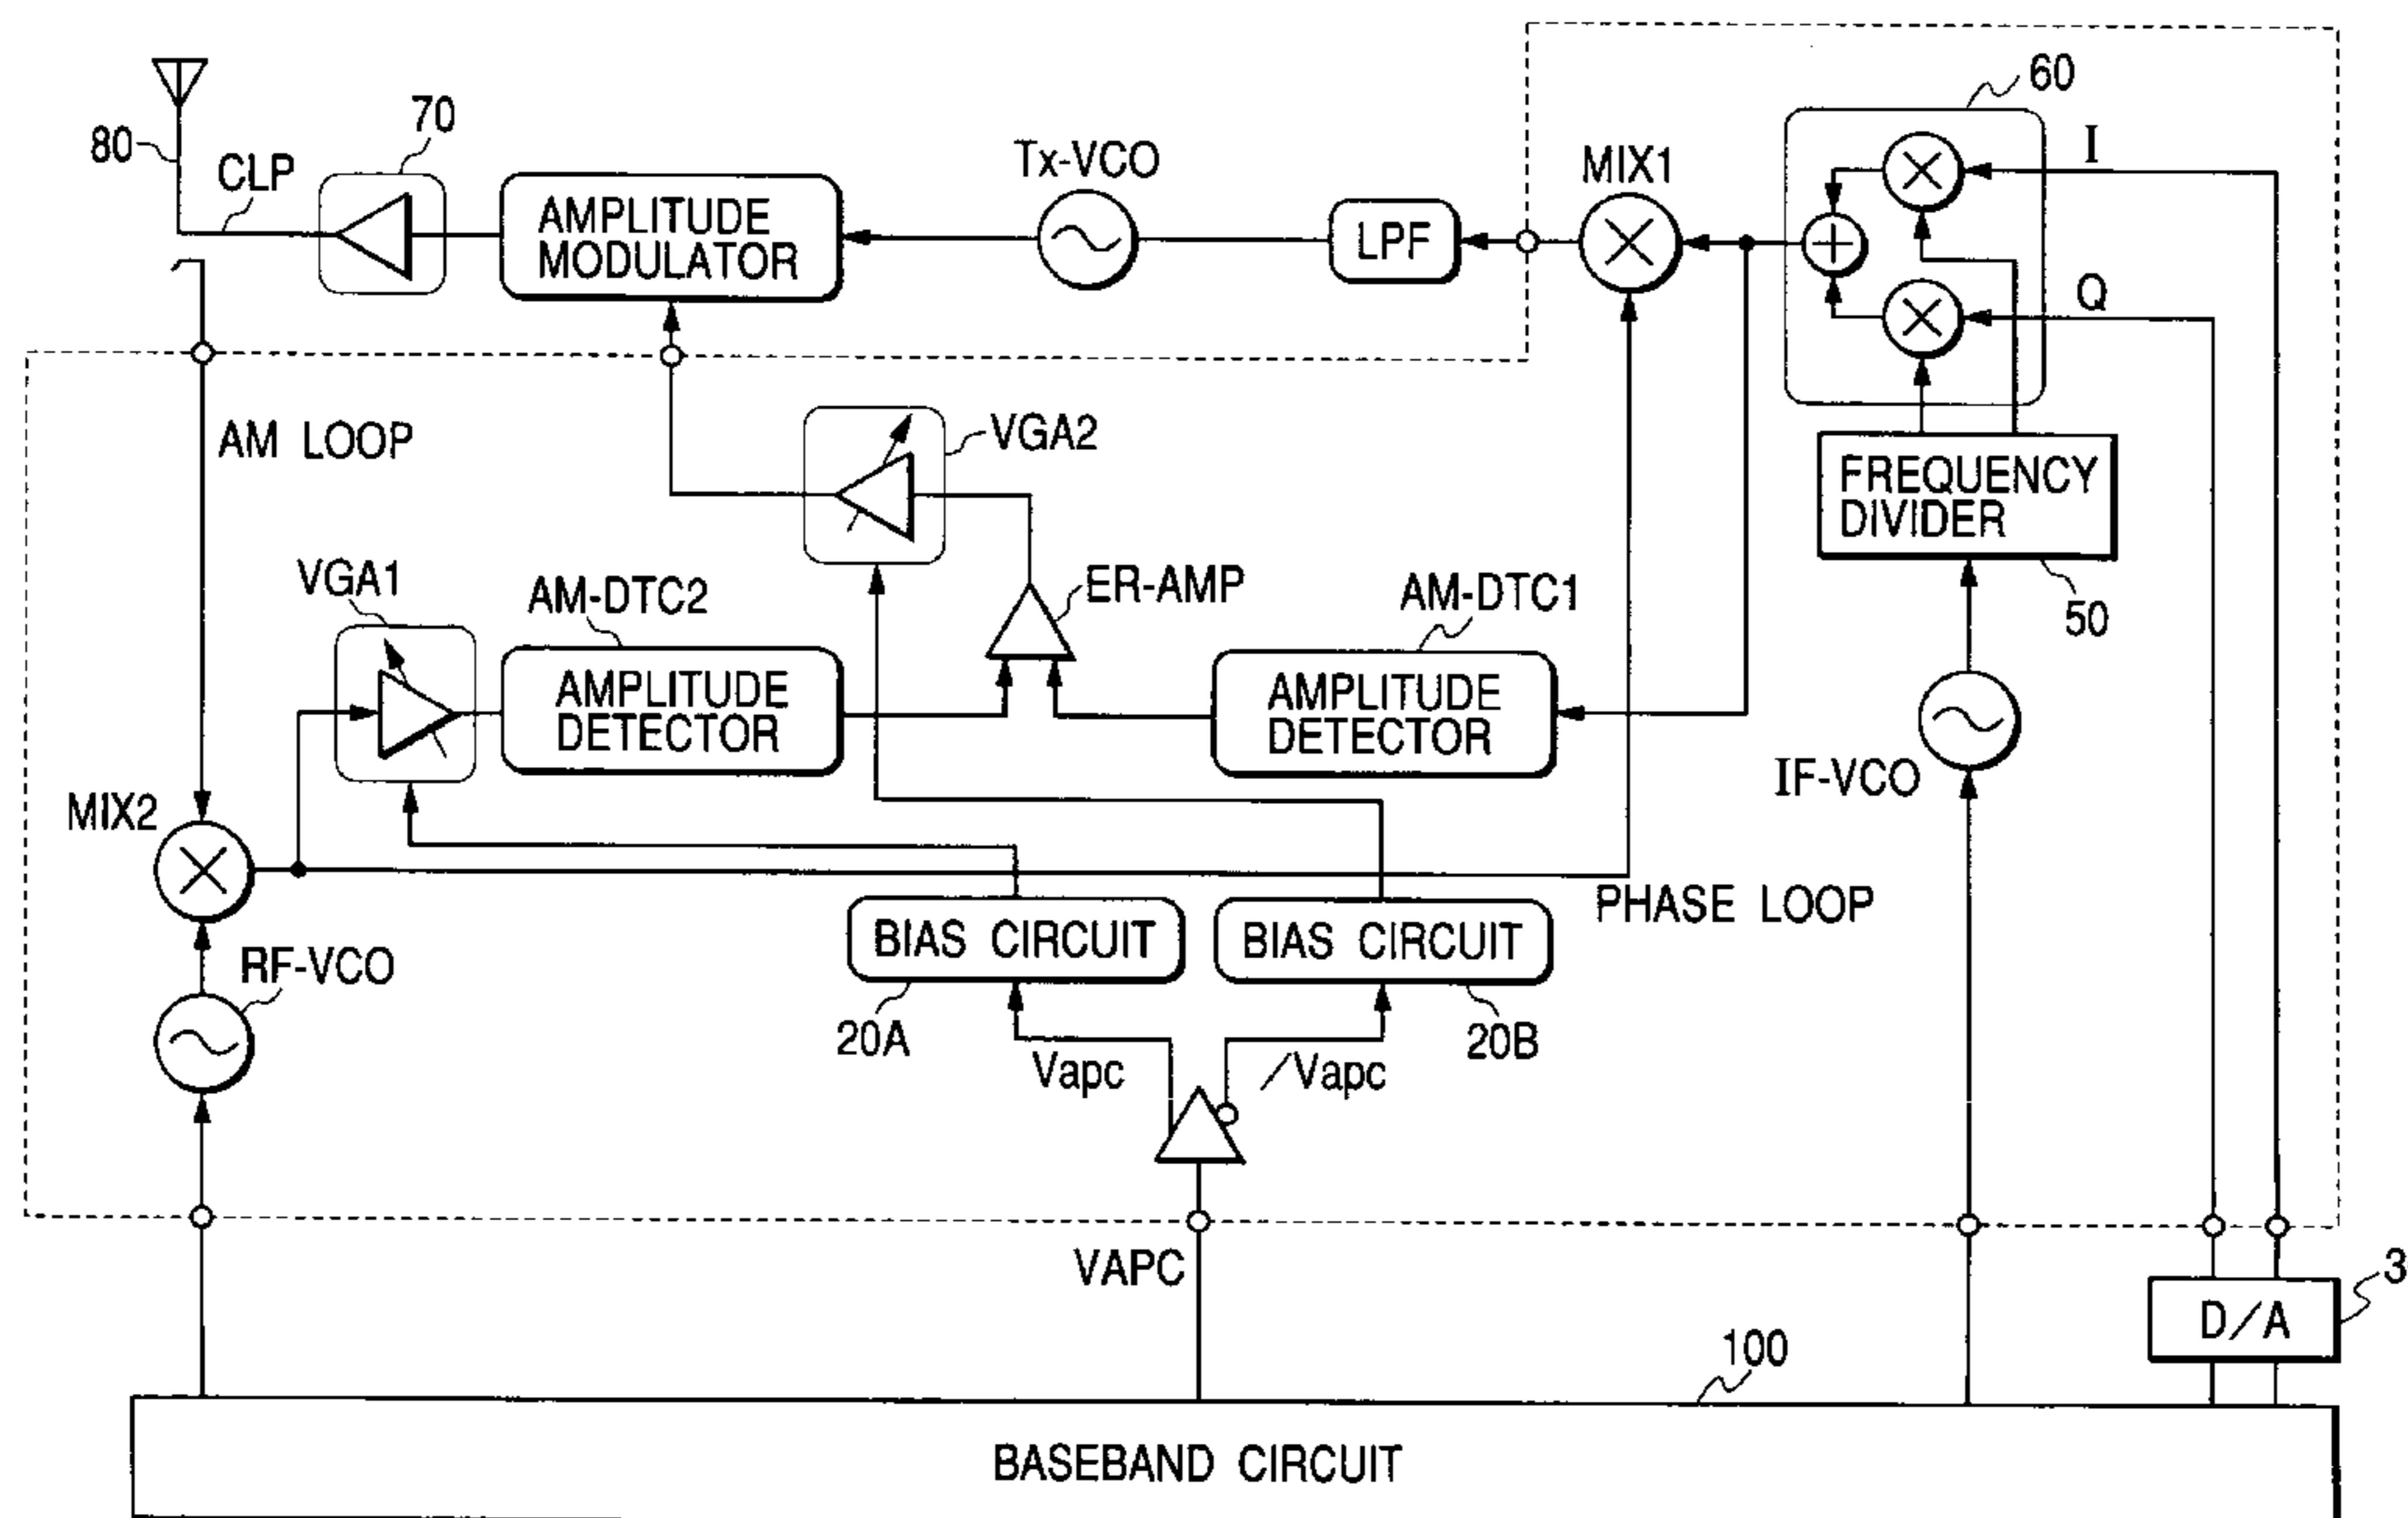 60
70
I
80
CLP
Tx-VCO
MIX1
AMPLITUDE
MODULATOR
LPF
Q
AM LOOP
VGA2
FREQUENCY
DIVIDER
VGA1
AM-DTC2
ER-AMP
AM-DTC1
50
AMPLITUDE
DETECTOR
AMPLITUDE
DETECTOR
IF-VCO
MIX2
PHASE LOOP
BIAS CIRCUIT
BIAS CIRCUIT
RF-VCO
20A
20B
Vapc
/Vapc
VAPC
3
D/A
100
BASEBAND CIRCUIT